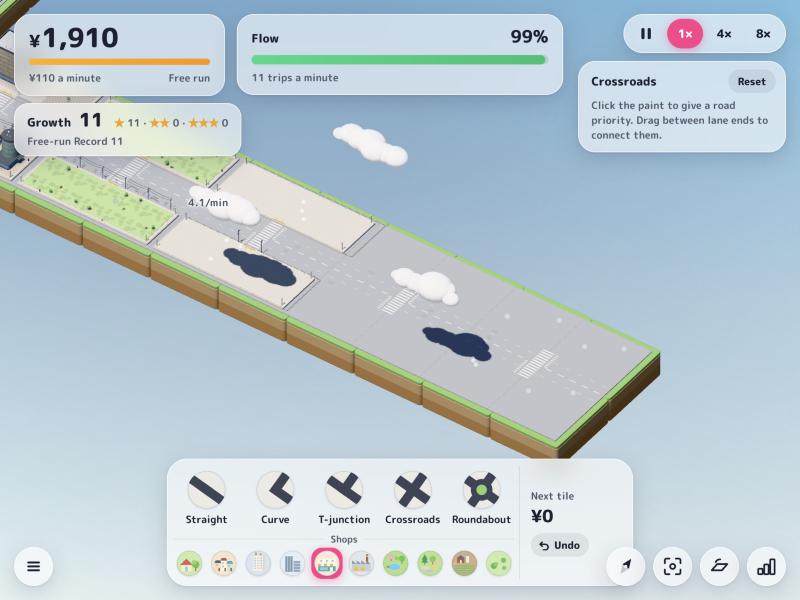 ¥1,910
¥110 a minute
Free run
Flow
99%
11 trips a minute
1×
4×
8×
Crossroads
Reset
Click the paint to give a road
priority. Drag between lane ends to
connect them.
Growth 11 ★ 11 · ★★ 0 · ★★★ 0
Free-run Record 11
4.1/min
Straight
Curve
T-junction
Crossroads
Roundabout
Shops
Next tile
¥0
Undo